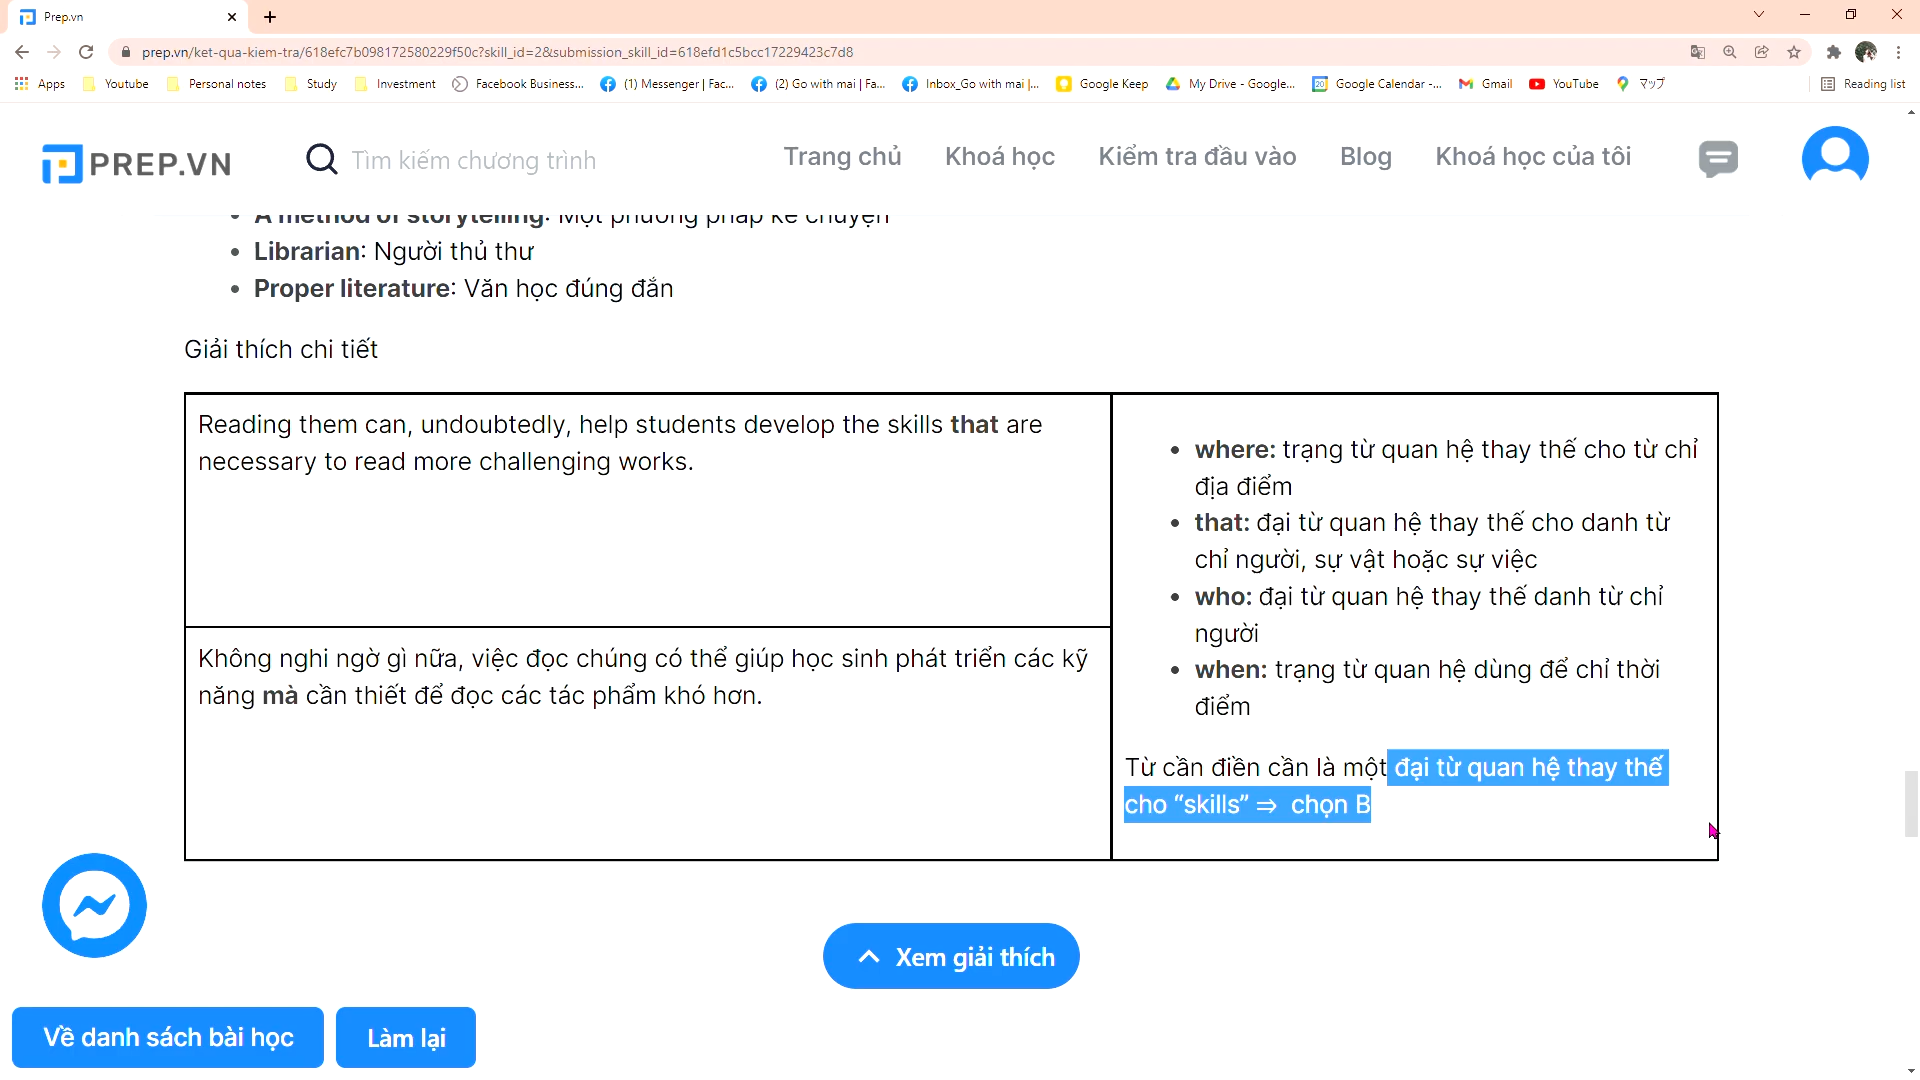 Prep.vn
prep.vn/ket-qua-kiem-tra/618efc7b098172580229f50c?skill_id=2&submission_skill_id=618efd1c5bcc17229423c7d8
Apps Youtube Personal notes Study Investment Facebook Business... (1) Messenger | Fac... (2) Go with mai | Fa... Inbox_Go with mai |... Google Keep My Drive - Google... 20 Google Calendar -... Gmail YouTube マップ Reading list
PREP.VN Tìm kiếm chương trình Trang chủ Khoá học Kiểm tra đầu vào Blog Khoá học của tôi
• A method of storytelling: Một phương pháp kể chuyện
• Librarian: Người thủ thư
• Proper literature: Văn học đúng đắn
Giải thích chi tiết
Reading them can, undoubtedly, help students develop the skills that are
necessary to read more challenging works.
Không nghi ngờ gì nữa, việc đọc chúng có thể giúp học sinh phát triển các kỹ
năng mà cần thiết để đọc các tác phẩm khó hơn.
• where: trạng từ quan hệ thay thế cho từ chỉ
địa điểm
• that: đại từ quan hệ thay thế cho danh từ
chỉ người, sự vật hoặc sự việc
• who: đại từ quan hệ thay thế danh từ chỉ
người
• when: trạng từ quan hệ dùng để chỉ thời
điểm
Từ cần điền cần là một đại từ quan hệ thay thế
cho “skills” ⇒ chọn B
Xem giải thích
Về danh sách bài học Làm lại